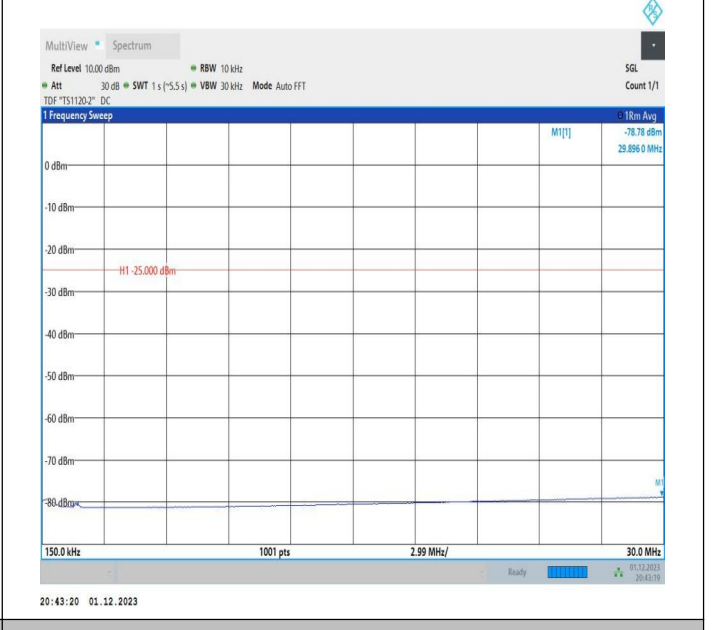 MultiView Spectrum
Ref Level 10.00 dBm RBW 10 kHz SGL
Att 30 dB SWT 1 s (~5.5 s) VBW 30 kHz Mode Auto FFT Count 1/1
TDF "TS1120-2" DC
1 Frequency Sweep 1Rm Avg
M1[1] -78.78 dBm
29.896 0 MHz
0 dBm
-10 dBm
-20 dBm
H1 -25.000 dBm
-30 dBm
-40 dBm
-50 dBm
-60 dBm
-70 dBm
M1
-80 dBm
150.0 kHz 1001 pts 2.99 MHz/ 30.0 MHz
Ready 01.12.2023
20:43:19
20:43:20 01.12.2023